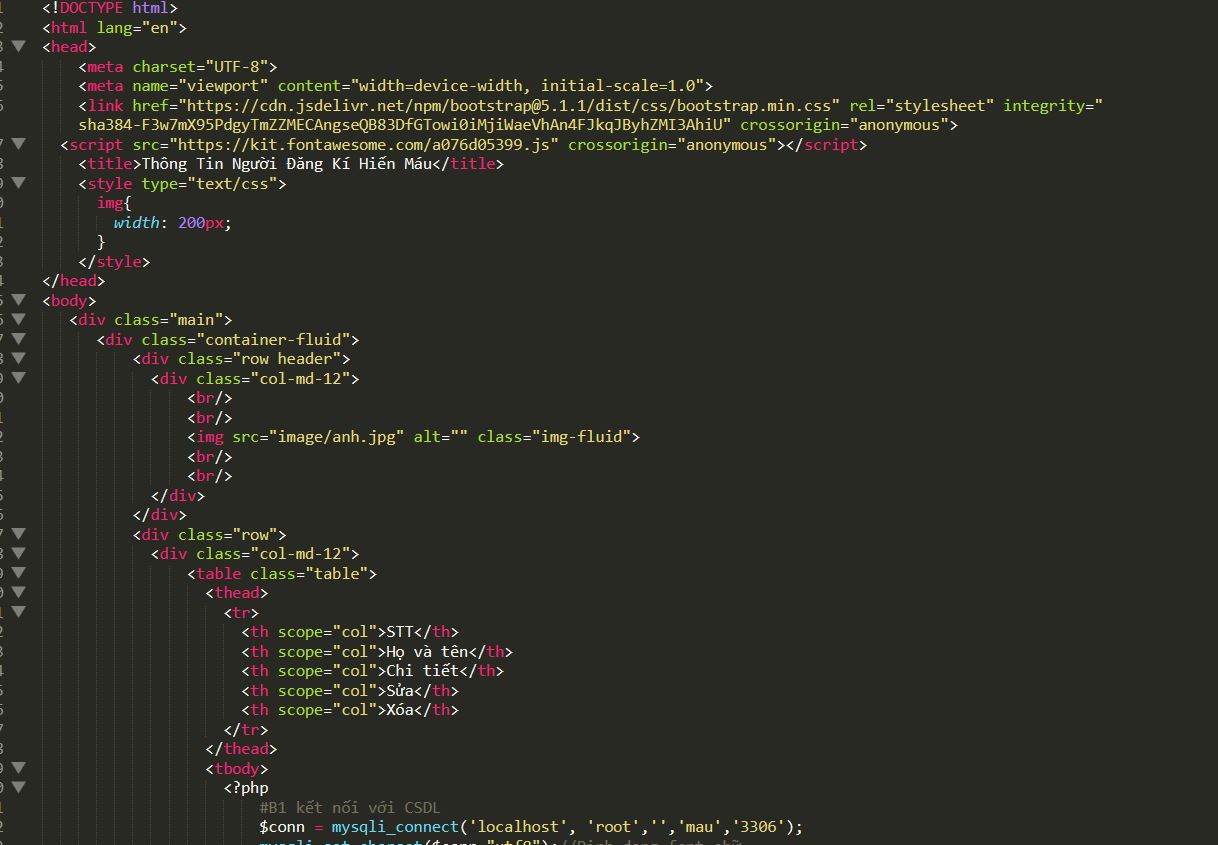 <!DOCTYPE html>
<html lang="en">
<head>
<meta charset="UTF-8">
<meta name="viewport" content="width=device-width, initial-scale=1.0">
<link href="https://cdn.jsdelivr.net/npm/bootstrap@5.1.1/dist/css/bootstrap.min.css" rel="stylesheet" integrity="
sha384-F3w7mX95PdgyTmZZMECAngseQB83DfGTowi0iMjiWaeVhAn4FJkqJByhZMI3AhiU" crossorigin="anonymous">
<script src="https://kit.fontawesome.com/a076d05399.js" crossorigin="anonymous"></script>
<title>Thông Tin Người Đăng Kí Hiến Máu</title>
<style type="text/css">
img{
width: 200px;
}
</style>
</head>
<body>
<div class="main">
<div class="container-fluid">
<div class="row header">
<div class="col-md-12">
<br/>
<br/>
<img src="image/anh.jpg" alt="" class="img-fluid">
<br/>
<br/>
</div>
</div>
<div class="row">
<div class="col-md-12">
<table class="table">
<thead>
<tr>
<th scope="col">STT</th>
<th scope="col">Họ và tên</th>
<th scope="col">Chi tiết</th>
<th scope="col">Sửa</th>
<th scope="col">Xóa</th>
</tr>
</thead>
<tbody>
<?php
#B1 kết nối với CSDL
$conn = mysqli_connect('localhost', 'root','','mau','3306');